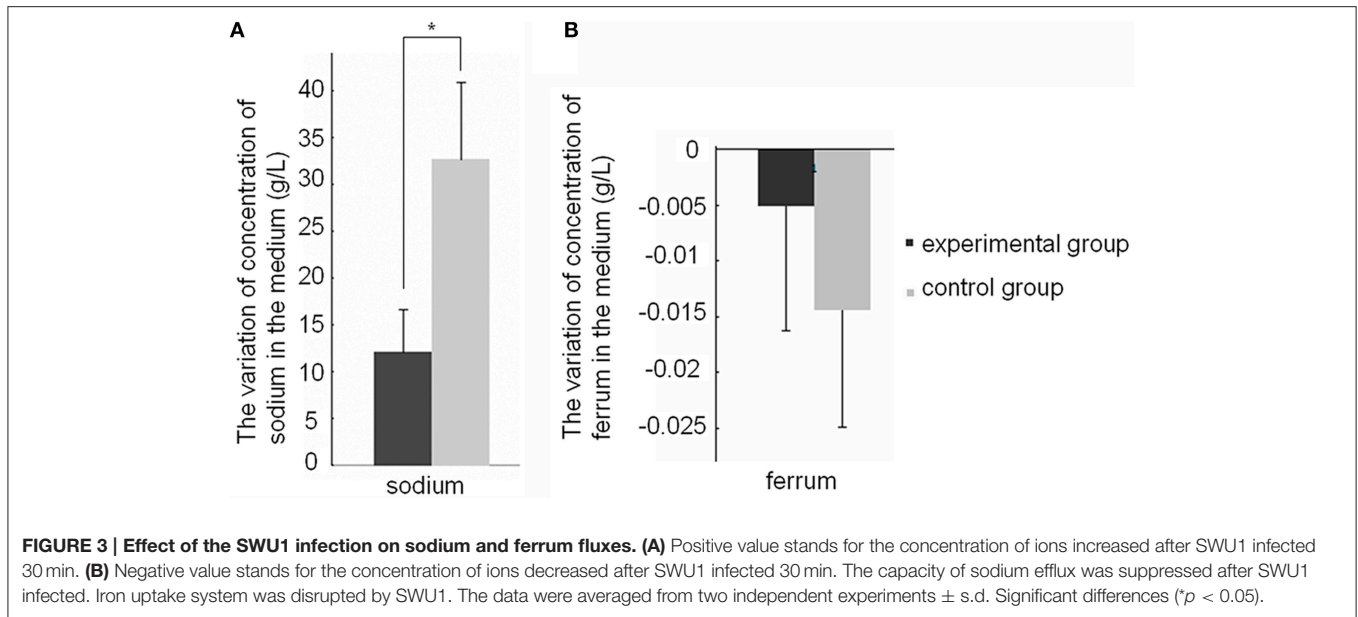 A
B
*
The variation of concentration of
sodium in the medium (g/L)
40
35
30
25
20
15
10
5
0
sodium
The variation of concentration of
ferrum in the medium (g/L)
0
-0.005
-0.01
-0.015
-0.02
-0.025
ferrum
experimental group
control group
FIGURE 3 | Effect of the SWU1 infection on sodium and ferrum fluxes. (A) Positive value stands for the concentration of ions increased after SWU1 infected
30 min. (B) Negative value stands for the concentration of ions decreased after SWU1 infected 30 min. The capacity of sodium efflux was suppressed after SWU1
infected. Iron uptake system was disrupted by SWU1. The data were averaged from two independent experiments ± s.d. Significant differences (*p < 0.05).